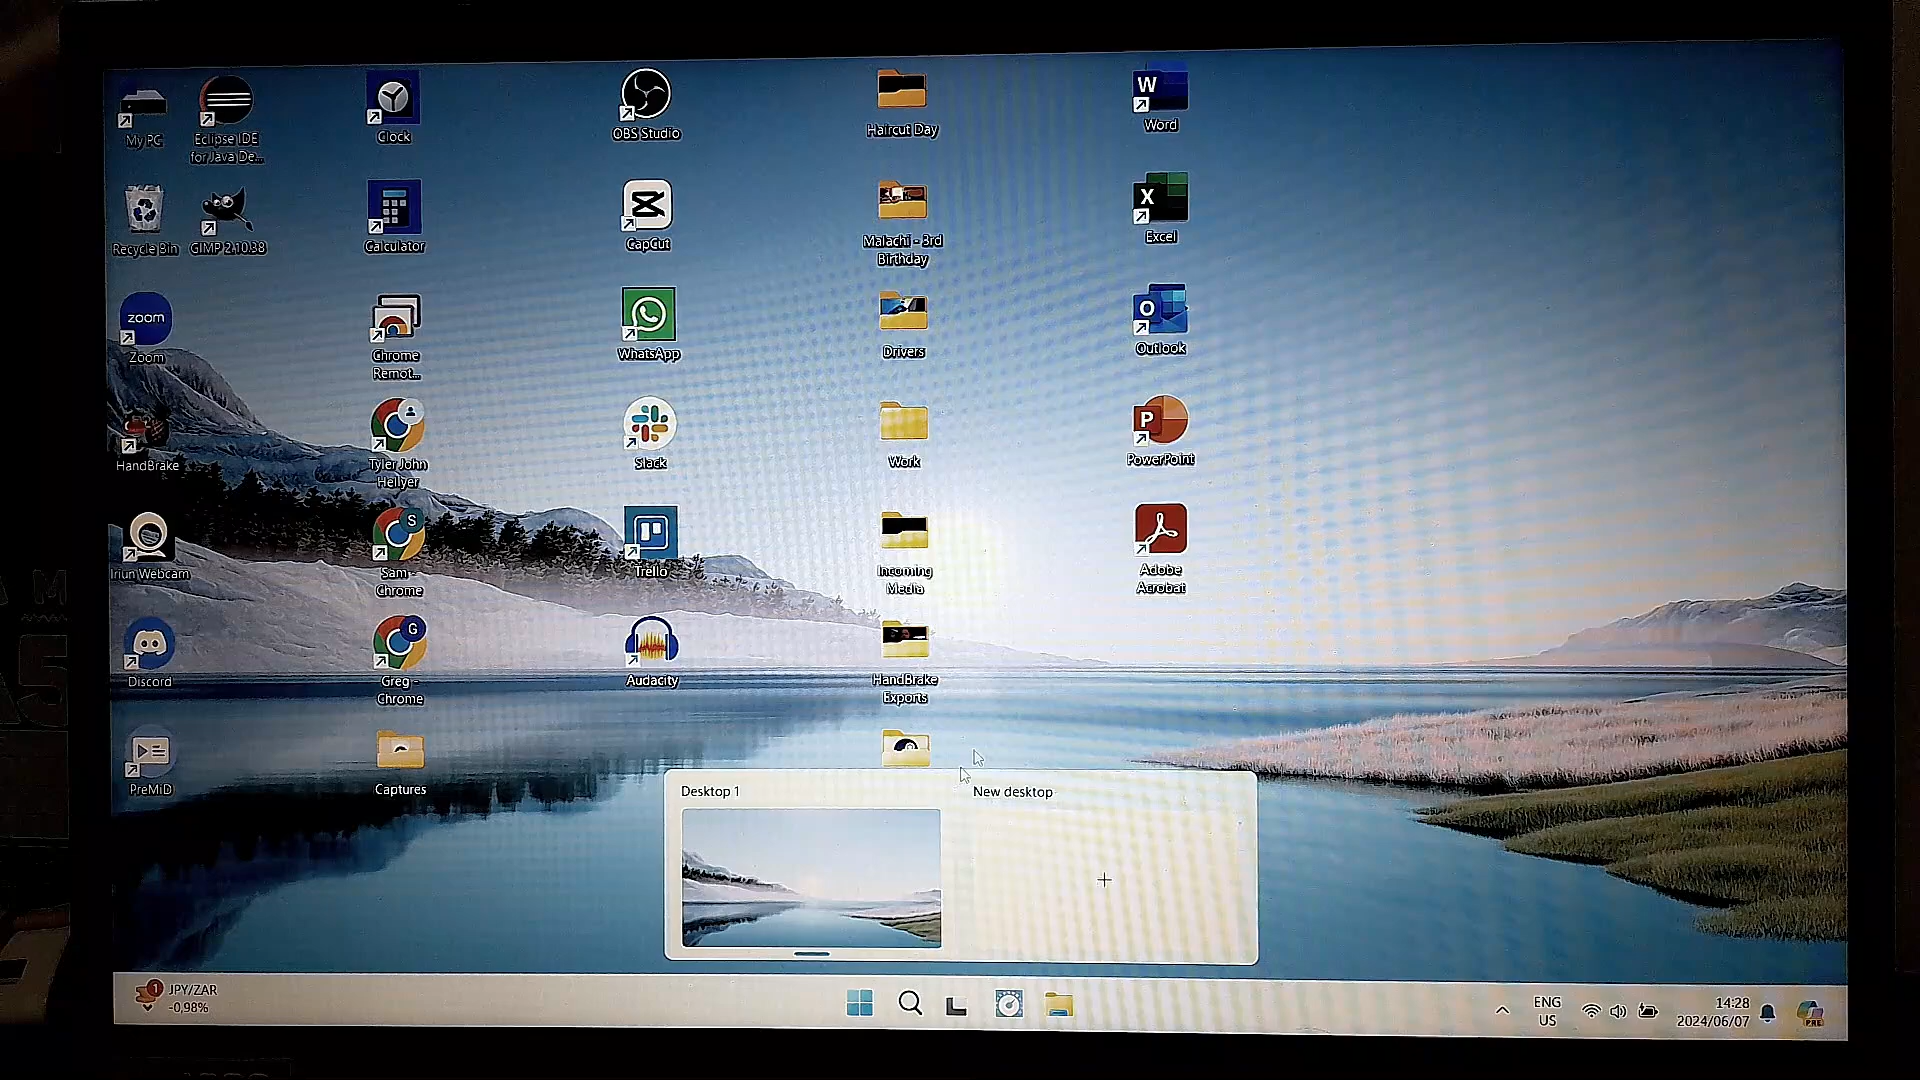 My PC
Eclipse IDE
for Java De...
Clock
OBS Studio
Haircut Day
W
Word
Recycle Bin
GIMP 2.10.38
Calculator
CapCut
Malachi - 3rd
Birthday
X
Excel
zoom
Zoom
Chrome
Remot...
WhatsApp
Drivers
O
Outlook
HandBrake
Tyler John
Hellyer
Slack
Work
P
PowerPoint
Iriun Webcam
S
Sam -
Chrome
Trello
Incoming
Media
Adobe
Acrobat
Discord
G
Greg -
Chrome
Audacity
HandBrake
Exports
PreMiD
Captures
Desktop 1
New desktop
1
JPY/ZAR
-0,98%
ENG
US
14:28
2024/06/07
PRE